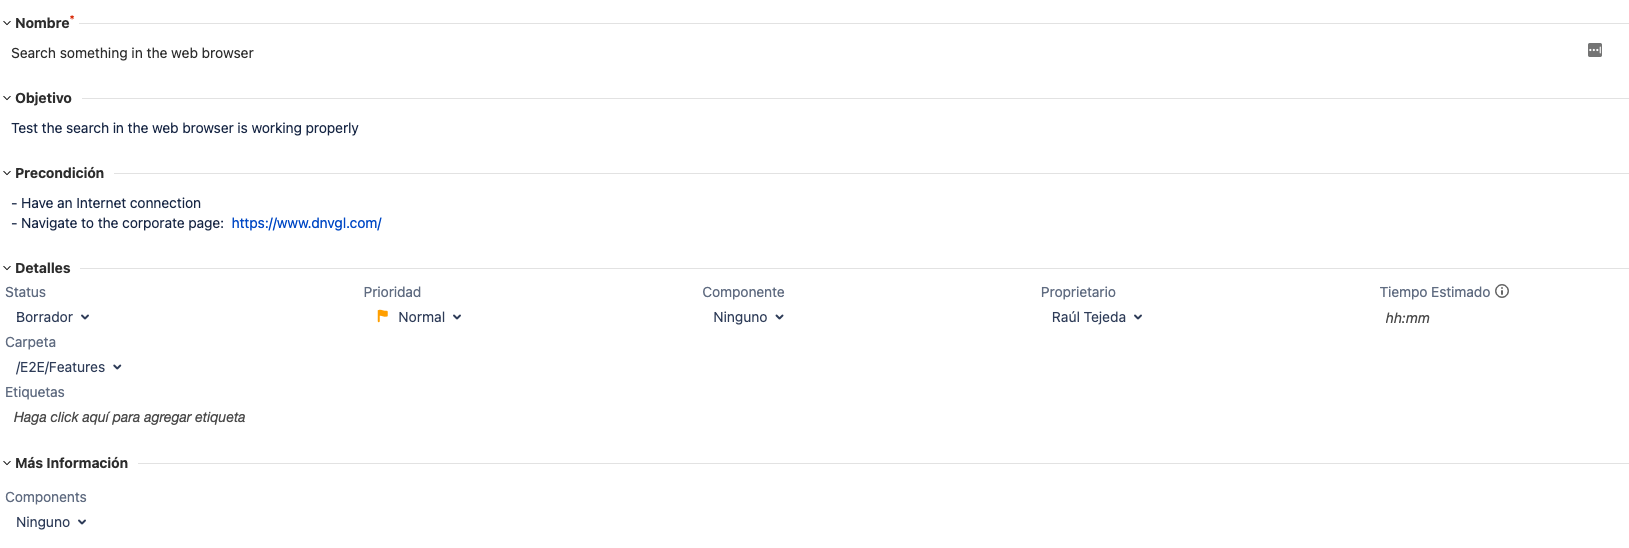 Nombre*
Search something in the web browser
Objetivo
Test the search in the web browser is working properly
Precondición
- Have an Internet connection
- Navigate to the corporate page: https://www.dnvgl.com/
Detalles
Status Prioridad Componente Proprietario Tiempo Estimado
Borrador Normal Ninguno Raúl Tejeda hh:mm
Carpeta
/E2E/Features
Etiquetas
Haga click aquí para agregar etiqueta
Más Información
Components
Ninguno